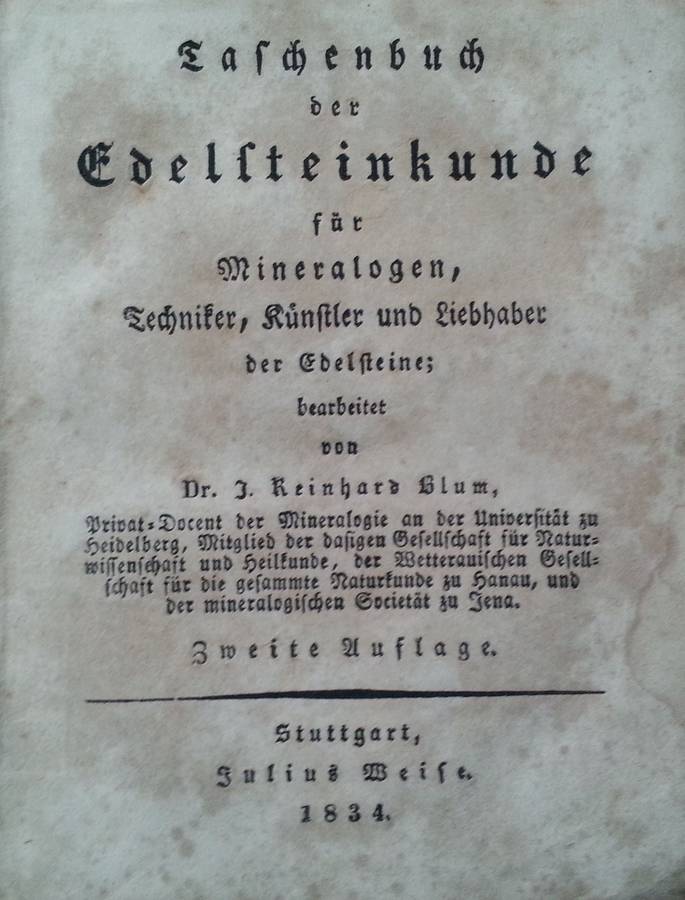 Taschenbuch
der
Edelsteinkunde
für
Mineralogen,
Techniker, Künstler und Liebhaber
der Edelsteine;
bearbeitet
von
Dr. J. Reinhard Blum,
Privat-Docent der Mineralogie an der Universität zu
Heidelberg, Mitglied der dasigen Gesellschaft für Natur-
wissenschaft und Heilkunde, der Wetterauischen Gesell-
schaft für die gesammte Naturkunde zu Hanau, und
der mineralogischen Societät zu Jena.
Zweite Auflage.
Stuttgart,
Julius Weise.
1834.